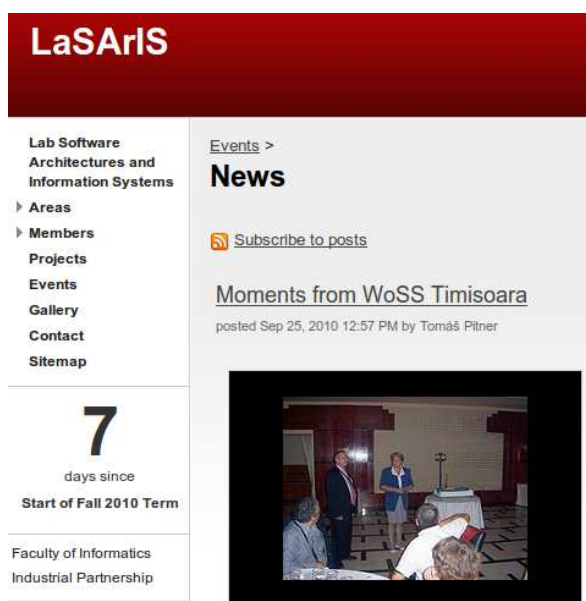 LaSArIS
Lab Software
Architectures and
Information Systems
Areas
Members
Projects
Events
Gallery
Contact
Sitemap
7
days since
Start of Fall 2010 Term
Faculty of Informatics
Industrial Partnership
Events >
News
Subscribe to posts
Moments from WoSS Timisoara
posted Sep 25, 2010 12:57 PM by Tomáš Pitner